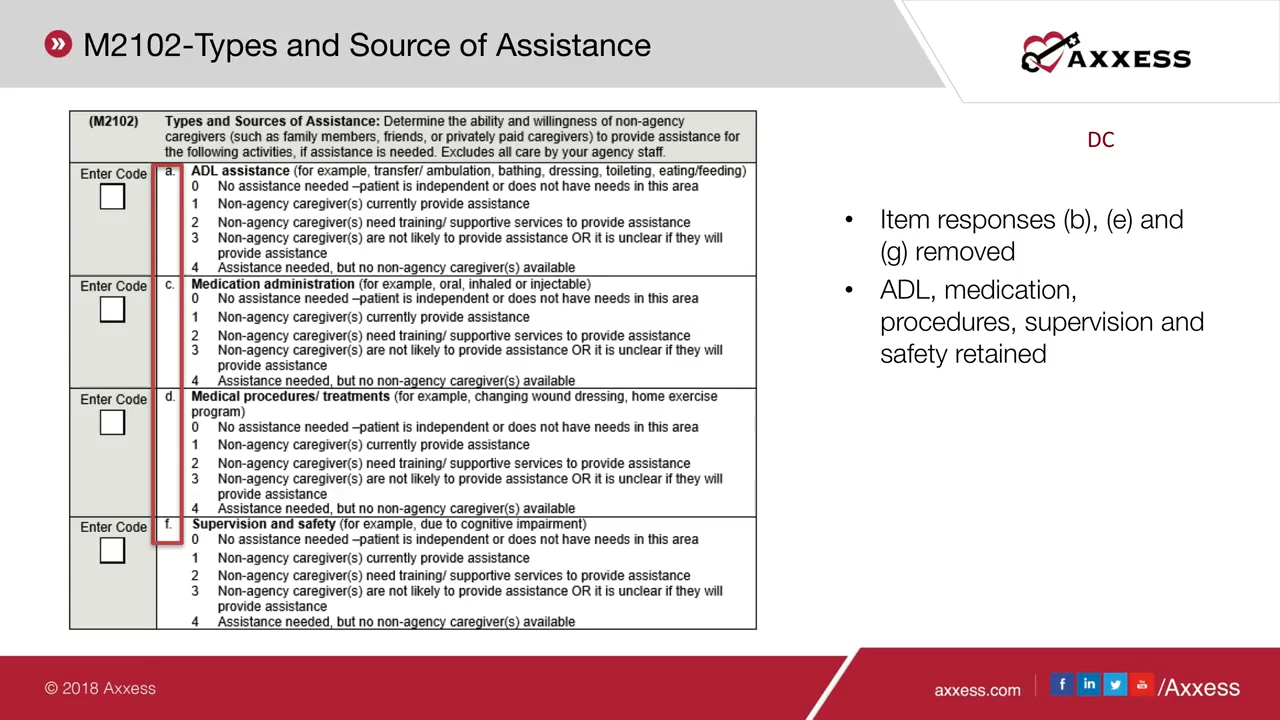 M2102-Types and Source of Assistance
AXXESS
DC
(M2102) Types and Sources of Assistance: Determine the ability and willingness of non-agency
caregivers (such as family members, friends, or privately paid caregivers) to provide assistance for
the following activities, if assistance is needed. Excludes all care by your agency staff.
Enter Code a. ADL assistance (for example, transfer/ ambulation, bathing, dressing, toileting, eating/feeding)
0 No assistance needed –patient is independent or does not have needs in this area
1 Non-agency caregiver(s) currently provide assistance
2 Non-agency caregiver(s) need training/ supportive services to provide assistance
3 Non-agency caregiver(s) are not likely to provide assistance OR it is unclear if they will
provide assistance
4 Assistance needed, but no non-agency caregiver(s) available
Enter Code c. Medication administration (for example, oral, inhaled or injectable)
0 No assistance needed –patient is independent or does not have needs in this area
1 Non-agency caregiver(s) currently provide assistance
2 Non-agency caregiver(s) need training/ supportive services to provide assistance
3 Non-agency caregiver(s) are not likely to provide assistance OR it is unclear if they will
provide assistance
4 Assistance needed, but no non-agency caregiver(s) available
Enter Code d. Medical procedures/ treatments (for example, changing wound dressing, home exercise
program)
0 No assistance needed –patient is independent or does not have needs in this area
1 Non-agency caregiver(s) currently provide assistance
2 Non-agency caregiver(s) need training/ supportive services to provide assistance
3 Non-agency caregiver(s) are not likely to provide assistance OR it is unclear if they will
provide assistance
4 Assistance needed, but no non-agency caregiver(s) available
Enter Code f. Supervision and safety (for example, due to cognitive impairment)
0 No assistance needed –patient is independent or does not have needs in this area
1 Non-agency caregiver(s) currently provide assistance
2 Non-agency caregiver(s) need training/ supportive services to provide assistance
3 Non-agency caregiver(s) are not likely to provide assistance OR it is unclear if they will
provide assistance
4 Assistance needed, but no non-agency caregiver(s) available
• Item responses (b), (e) and
(g) removed
• ADL, medication,
procedures, supervision and
safety retained
© 2018 Axxess
axxess.com
/Axxess